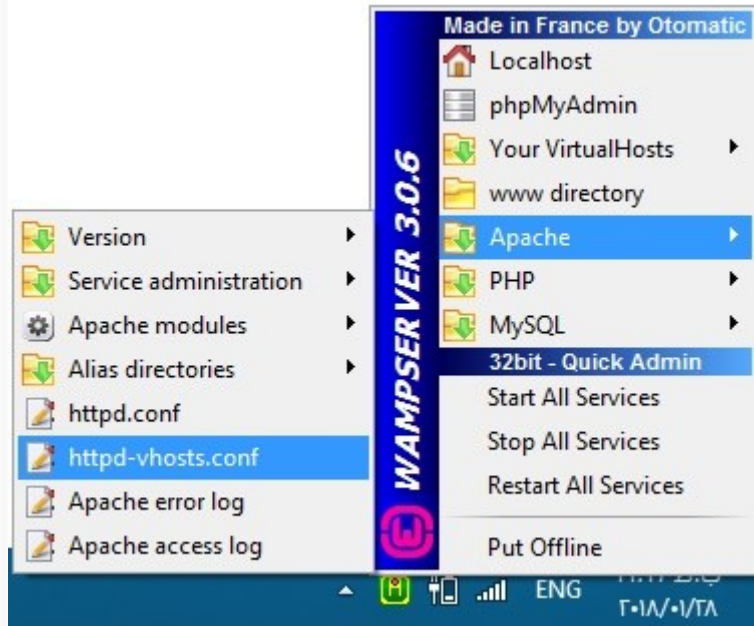 Made in France by Otomatic
Localhost
phpMyAdmin
Your VirtualHosts
www directory
Apache
PHP
MySQL
32bit - Quick Admin
Start All Services
Stop All Services
Restart All Services
Put Offline
WAMPSERVER 3.0.6
Version
Service administration
Apache modules
Alias directories
httpd.conf
httpd-vhosts.conf
Apache error log
Apache access log
ENG
٢٠١٨/٠١/٢٨